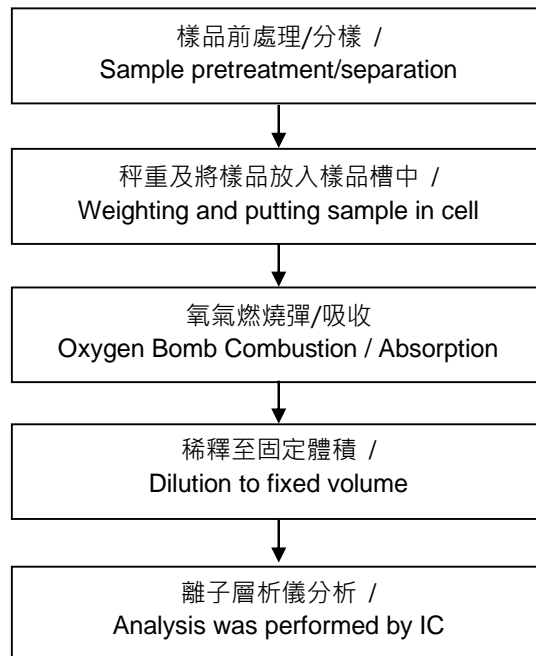 樣品前處理/分樣 /
Sample pretreatment/separation
秤重及將樣品放入樣品槽中 /
Weighting and putting sample in cell
氧氣燃燒彈/吸收
Oxygen Bomb Combustion / Absorption
稀釋至固定體積 /
Dilution to fixed volume
離子層析儀分析 /
Analysis was performed by IC